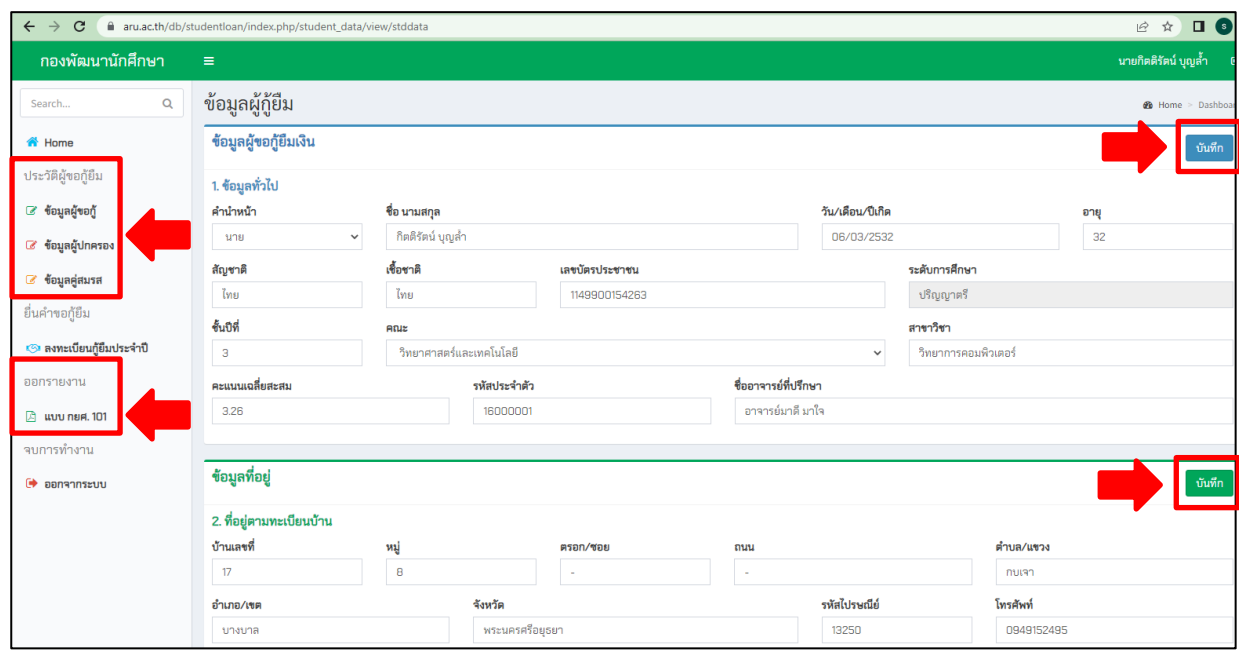 aru.ac.th/db/studentloan/index.php/student_data/view/stddata
s
กองพัฒนานักศึกษา
นายกิตติรัตน์ บุญล้ำ
Search...
Home
ประวัติผู้ขอกู้ยืม
ข้อมูลผู้ขอกู้
ข้อมูลผู้ปกครอง
ข้อมูลคู่สมรส
ยื่นคำขอกู้ยืม
ลงทะเบียนกู้ยืมประจำปี
ออกรายงาน
แบบ กยศ. 101
จบการทำงาน
ออกจากระบบ
ข้อมูลผู้กู้ยืม
Home > Dashboa
ข้อมูลผู้ขอกู้ยืมเงิน
บันทึก
1. ข้อมูลทั่วไป
คำนำหน้า ชื่อ นามสกุล วัน/เดือน/ปีเกิด อายุ
นาย กิตติรัตน์ บุญล้ำ 06/03/2532 32
สัญชาติ เชื้อชาติ เลขบัตรประชาชน ระดับการศึกษา
ไทย ไทย 1149900154263 ปริญญาตรี
ชั้นปีที่ คณะ สาขาวิชา
3 วิทยาศาสตร์และเทคโนโลยี วิทยาการคอมพิวเตอร์
คะแนนเฉลี่ยสะสม รหัสประจำตัว ชื่ออาจารย์ที่ปรึกษา
3.26 16000001 อาจารย์มาดี มาใจ
ข้อมูลที่อยู่
บันทึก
2. ที่อยู่ตามทะเบียนบ้าน
บ้านเลขที่ หมู่ ตรอก/ซอย ถนน ตำบล/แขวง
17 8 - - กบเจา
อำเภอ/เขต จังหวัด รหัสไปรษณีย์ โทรศัพท์
บางบาล พระนครศรีอยุธยา 13250 0949152495